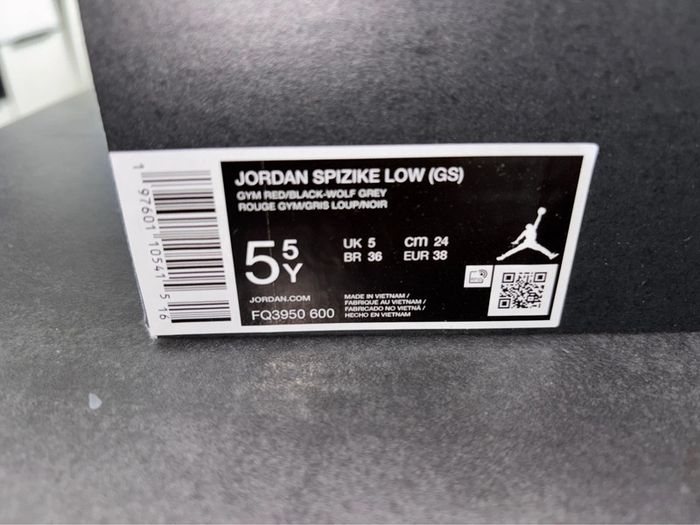 JORDAN SPIZIKE LOW (GS)
GYM RED/BLACK-WOLF GREY
ROUGE GYM/GRIS LOUP/NOIR
5 5 Y
UK 5 cm 24
BR 36 EUR 38
JORDAN.COM
FQ3950 600
MADE IN VIETNAM /
FABRIQUE AU VIETNAM /
FABRICADO NO VIETNÃ /
HECHO EN VIETNAM
1 97601 10541 5 16